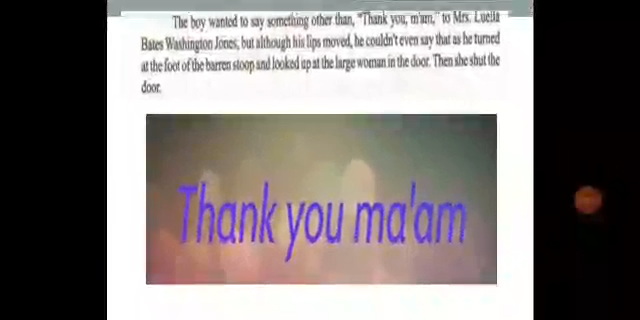 The boy wanted to say something other than, "Thank you, m'am," to Mrs. Luella
Bates Washington Jones, but although his lips moved, he couldn't even say that as he turned
at the foot of the barren stoop and looked up at the large woman in the door. Then she shut the
door.
Thank you ma'am